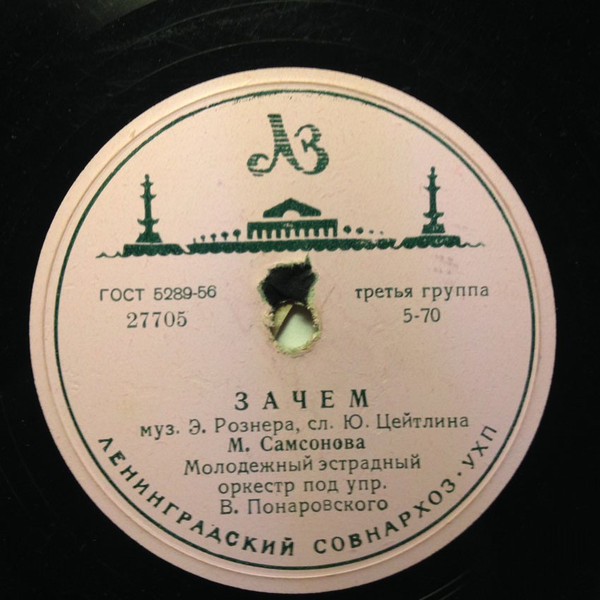 ЛЗ
ГОСТ 5289-56
27705
третья группа
5-70
ЗАЧЕМ
муз. Э. Рознера, сл. Ю. Цейтлина
М. Самсонова
Молодежный эстрадный
оркестр под упр.
В. Понаровского
ЛЕНИНГРАДСКИЙ СОВНАРХОЗ·УХП